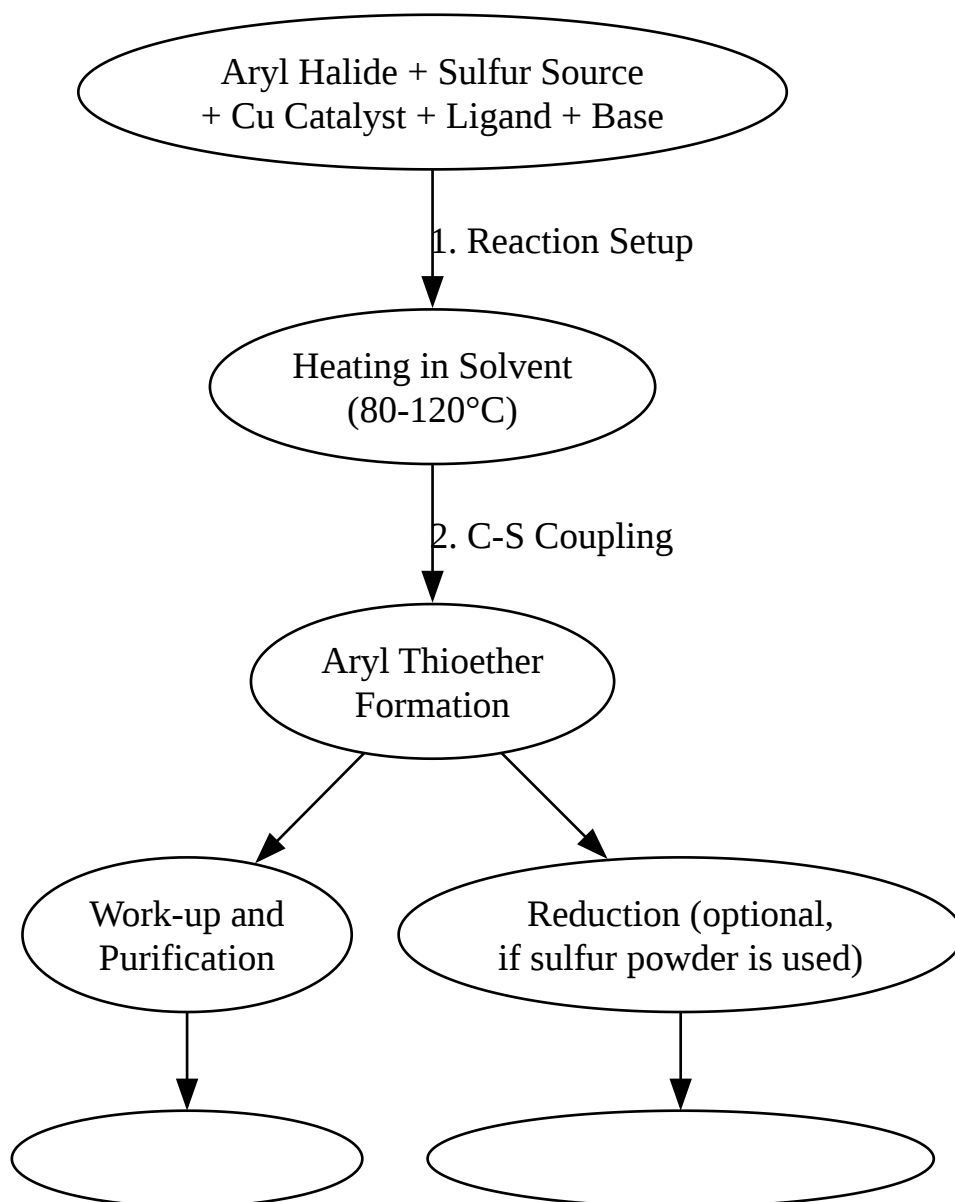 Aryl Halide + Sulfur Source
+ Cu Catalyst + Ligand + Base
1. Reaction Setup
Heating in Solvent
(80-120°C)
2. C-S Coupling
Aryl Thioether
Formation
Work-up and
Purification
Reduction (optional,
if sulfur powder is used)